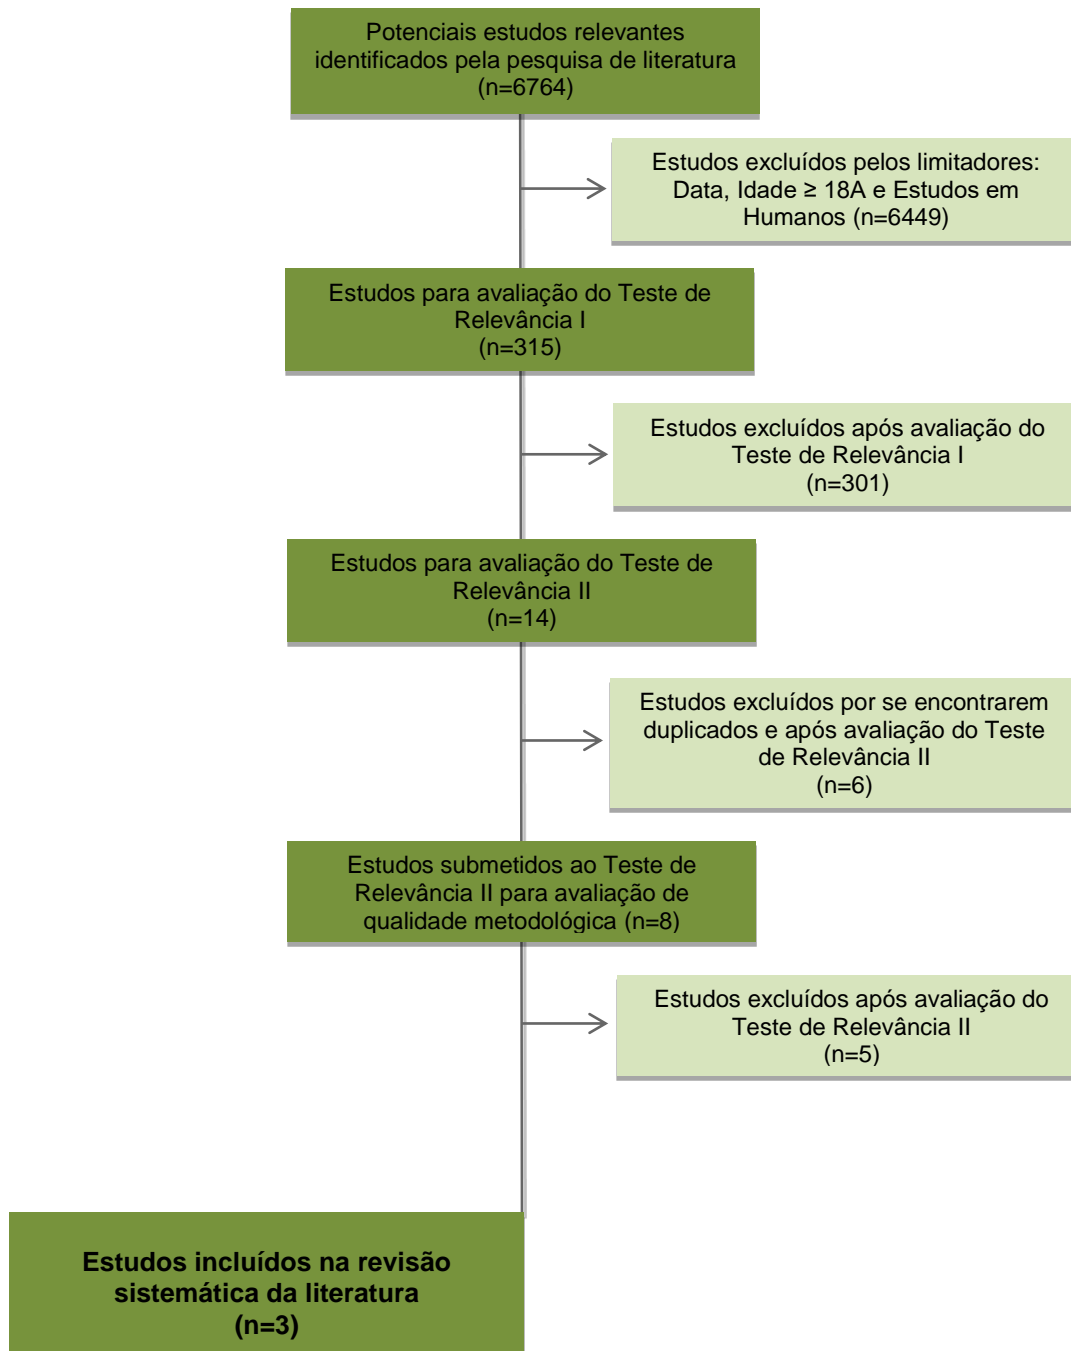 Potenciais estudos relevantes
identificados pela pesquisa de literatura
(n=6764)
Estudos excluídos pelos limitadores:
Data, Idade ≥ 18A e Estudos em
Humanos (n=6449)
Estudos para avaliação do Teste de
Relevância I
(n=315)
Estudos excluídos após avaliação do
Teste de Relevância I
(n=301)
Estudos para avaliação do Teste de
Relevância II
(n=14)
Estudos excluídos por se encontrarem
duplicados e após avaliação do Teste
de Relevância II
(n=6)
Estudos submetidos ao Teste de
Relevância II para avaliação de
qualidade metodológica (n=8)
Estudos excluídos após avaliação do
Teste de Relevância II
(n=5)
Estudos incluídos na revisão
sistemática da literatura
(n=3)